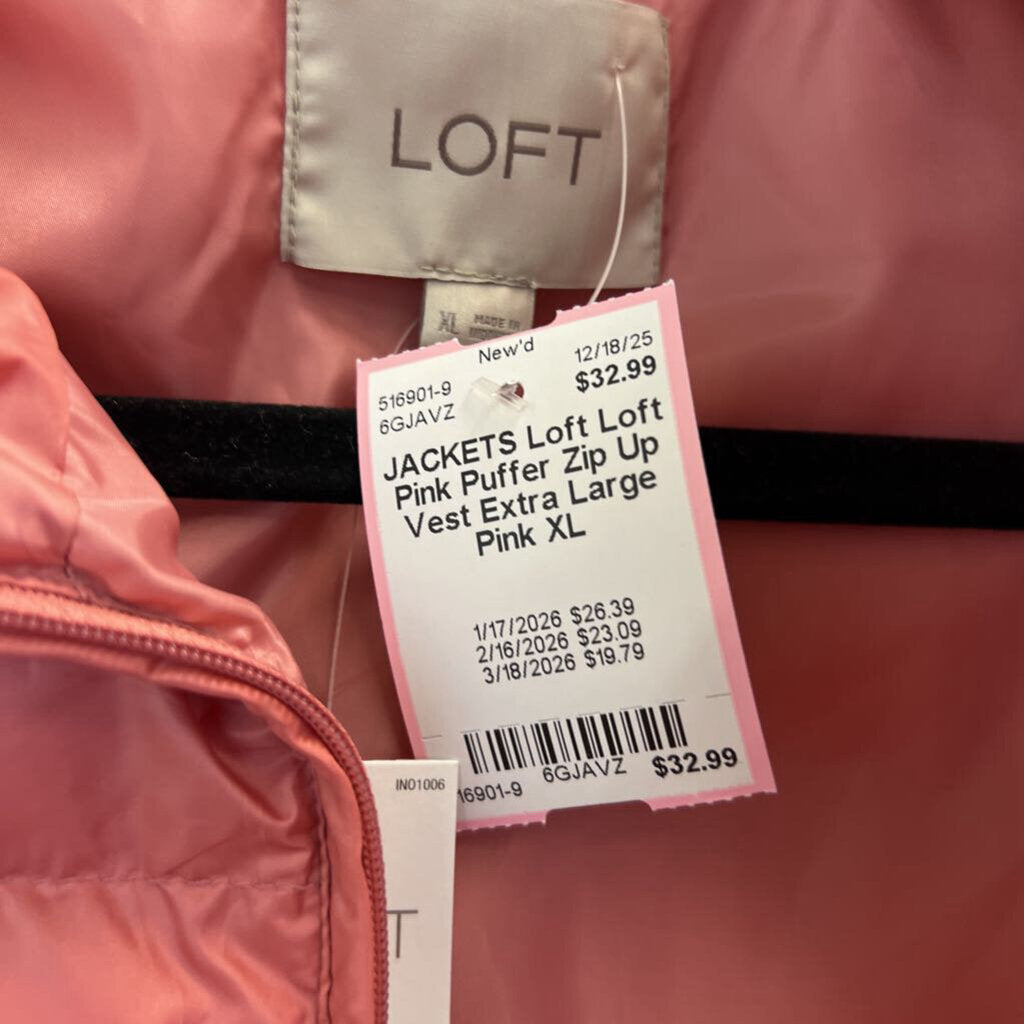 LOFT
XL MADE IN
New'd
516901-9 12/18/25
6GJAVZ $32.99
JACKETS Loft Loft
Pink Puffer Zip Up
Vest Extra Large
Pink XL
1/17/2026 $26.39
2/16/2026 $23.09
3/18/2026 $19.79
16901-9 6GJAVZ $32.99
IN01006
T